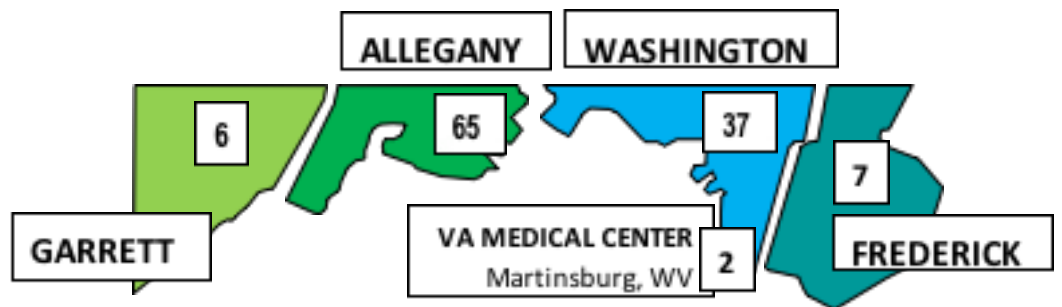 ALLEGANY
WASHINGTON
6
65
37
7
GARRETT
VA MEDICAL CENTER
Martinsburg, WV
2
FREDERICK